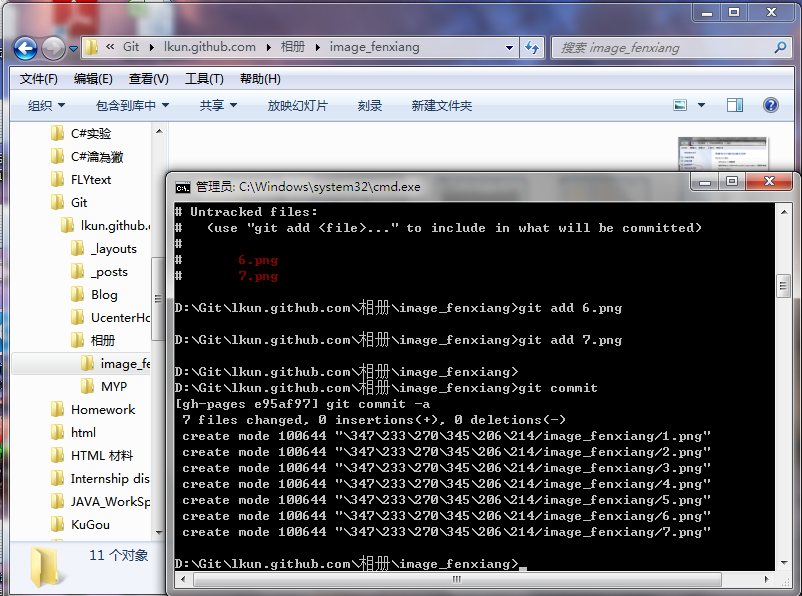 « Git lkun.github.com 相册 image_fenxiang
搜索 image_fenxiang
文件(F) 编辑(E) 查看(V) 工具(T) 帮助(H)
组织 包含到库中 共享 放映幻灯片 刻录 新建文件夹
C#实验
FLYtext
Git
lkun.github.
_layouts
_posts
Blog
UcenterHo
相册
image_fe
MYP
Homework
html
HTML 材料
Internship dis
JAVA_WorkSp
KuGou
11 个对象
管理员: C:\Windows\system32\cmd.exe
# Untracked files:
#   (use "git add <file>..." to include in what will be committed)
#
#       6.png
#       7.png
D:\Git\lkun.github.com\相册\image_fenxiang>git add 6.png
D:\Git\lkun.github.com\相册\image_fenxiang>git add 7.png
D:\Git\lkun.github.com\相册\image_fenxiang>
D:\Git\lkun.github.com\相册\image_fenxiang>git commit
[gh-pages e95af97] git commit -a
 7 files changed, 0 insertions(+), 0 deletions(-)
 create mode 100644 "\347\233\270\345\206\214/image_fenxiang/1.png"
 create mode 100644 "\347\233\270\345\206\214/image_fenxiang/2.png"
 create mode 100644 "\347\233\270\345\206\214/image_fenxiang/3.png"
 create mode 100644 "\347\233\270\345\206\214/image_fenxiang/4.png"
 create mode 100644 "\347\233\270\345\206\214/image_fenxiang/5.png"
 create mode 100644 "\347\233\270\345\206\214/image_fenxiang/6.png"
 create mode 100644 "\347\233\270\345\206\214/image_fenxiang/7.png"
D:\Git\lkun.github.com\相册\image_fenxiang>_